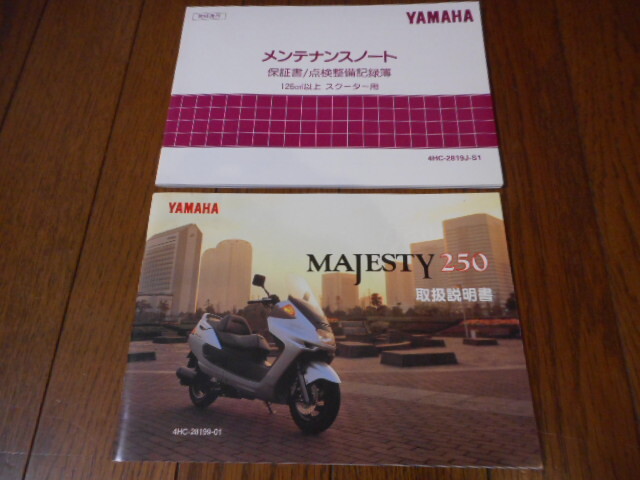 YAMAHA
メンテナンスノート
保証書/点検整備記録簿
126cm³以上 スクーター用
4HC-2819J-S1
YAMAHA
MAJESTY 250
取扱説明書
4HC-28199-01